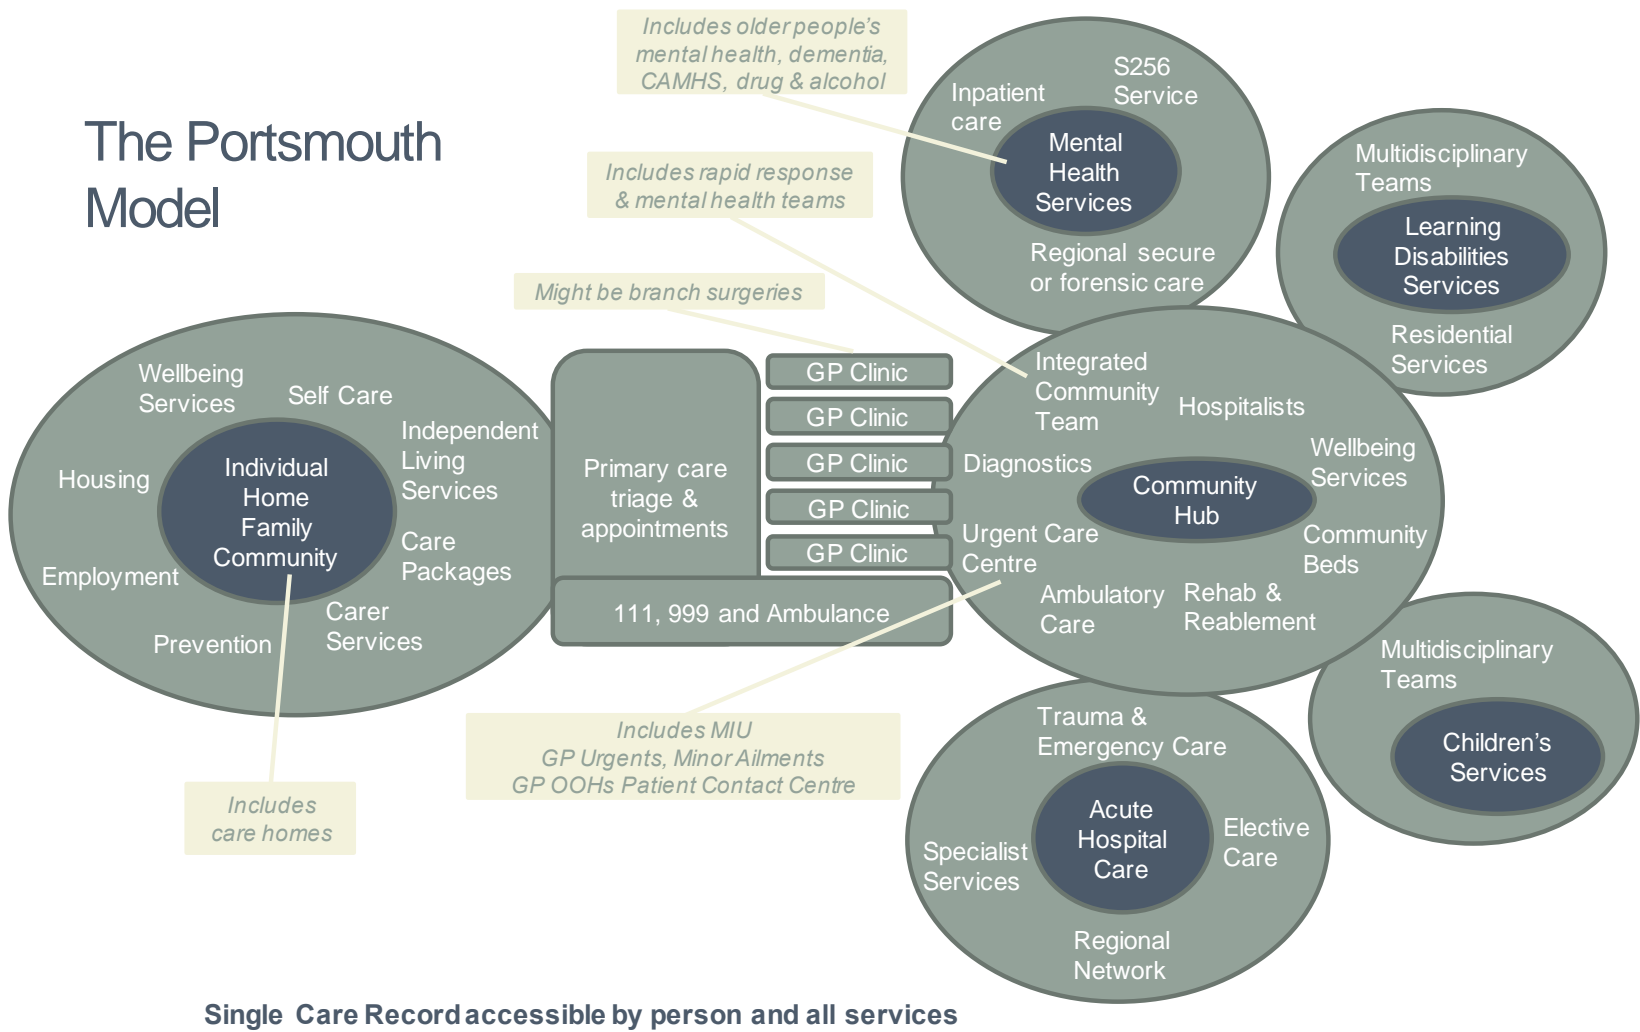 The Portsmouth
Model
Includes older people's
mental health, dementia,
CAMHS, drug & alcohol
Includes rapid response
& mental health teams
Might be branch surgeries
Inpatient
care
S256
Service
Mental
Health
Services
Regional secure
or forensic care
Multidisciplinary
Teams
Learning
Disabilities
Services
Residential
Services
Wellbeing
Services
Self Care
Independent
Living
Services
Housing
Individual
Home
Family
Community
Care
Packages
Employment
Carer
Services
Prevention
Includes
care homes
Primary care
triage &
appointments
GP Clinic
GP Clinic
GP Clinic
GP Clinic
GP Clinic
111, 999 and Ambulance
Integrated
Community
Team
Hospitalists
Diagnostics
Wellbeing
Services
Community
Hub
Urgent Care
Centre
Community
Beds
Ambulatory
Care
Rehab &
Reablement
Includes MIU
GP Urgents, Minor Ailments
GP OOHs Patient Contact Centre
Multidisciplinary
Teams
Children's
Services
Trauma &
Emergency Care
Acute
Hospital
Care
Elective
Care
Specialist
Services
Regional
Network
Single Care Record accessible by person and all services